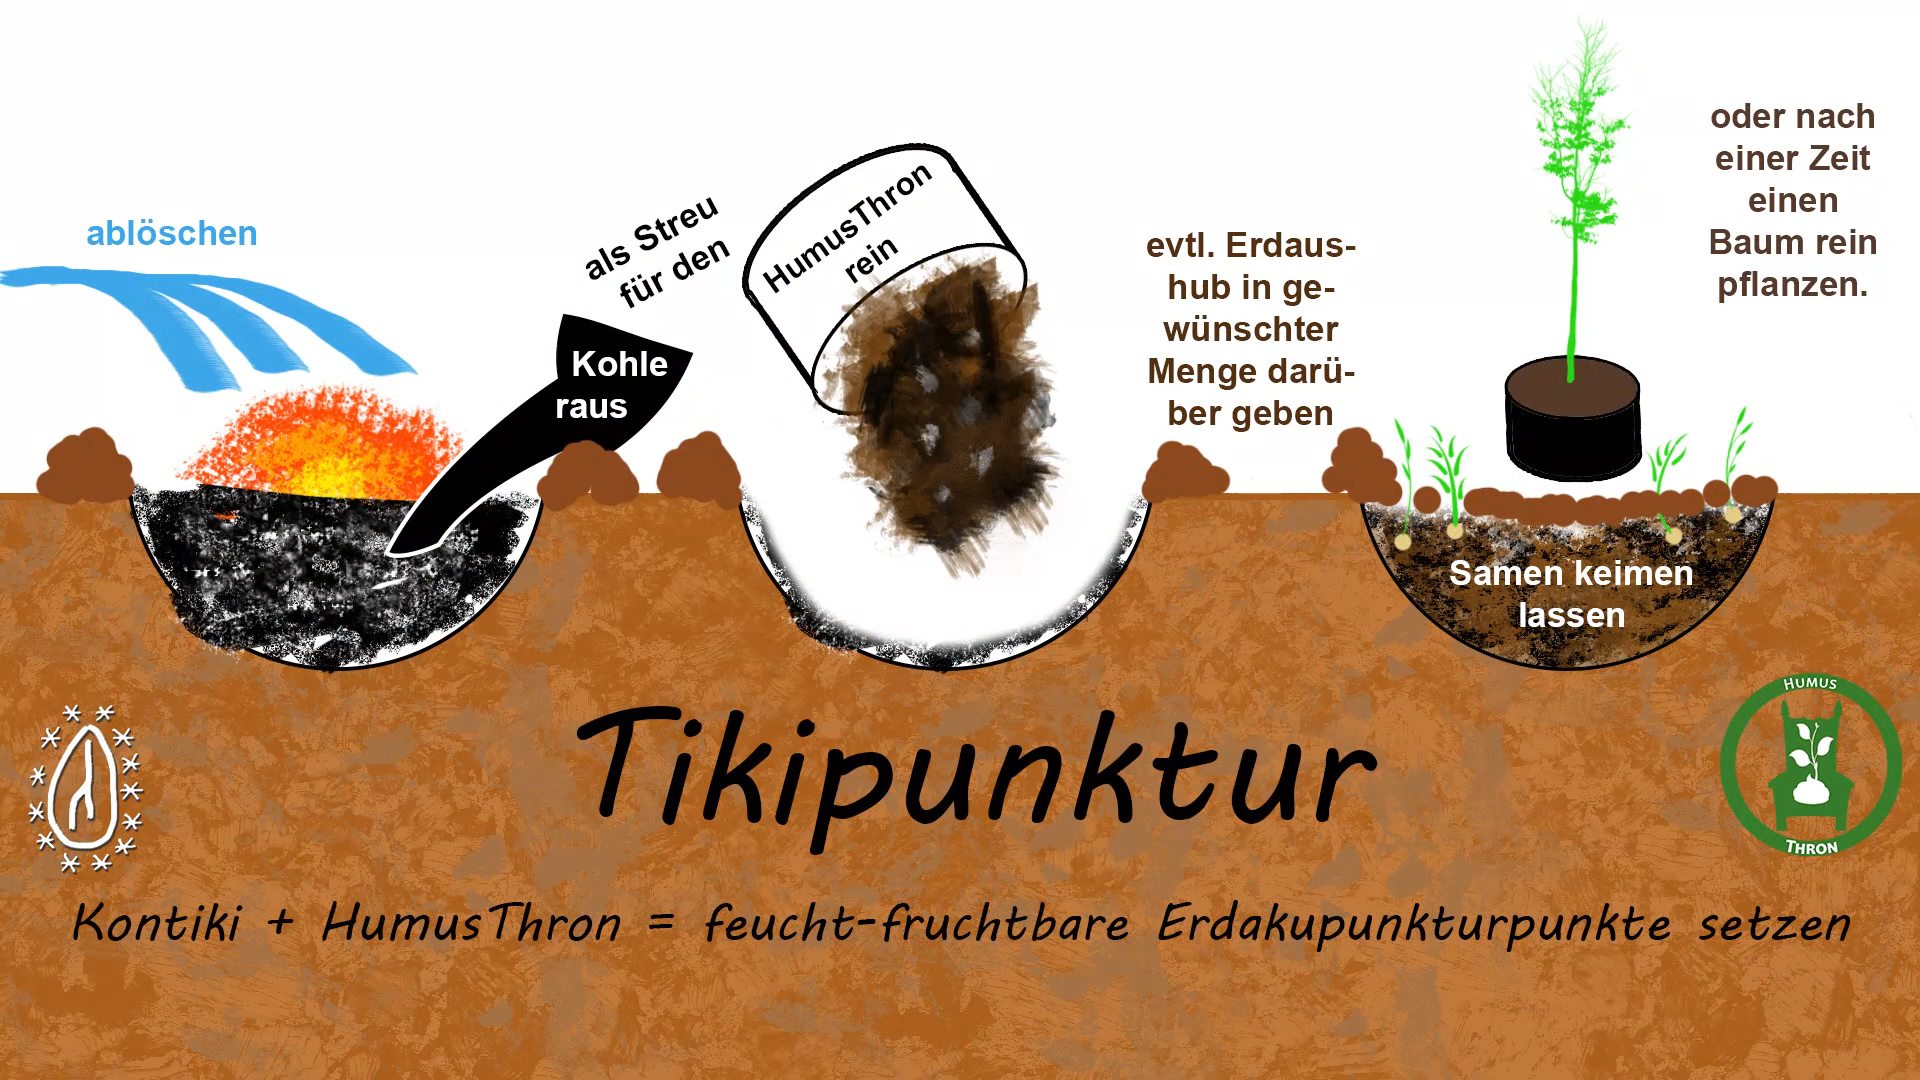 ablöschen
Kohle
raus
als Streu
für den
HumusThron
rein
evtl. Erdaus-
hub in ge-
wünschter
Menge darü-
ber geben
Samen keimen
lassen
oder nach
einer Zeit
einen
Baum rein
pflanzen.
Tikipunktur
HUMUS
THRON
Kontiki + HumusThron = feucht-fruchtbare Erdakupunkturpunkte setzen